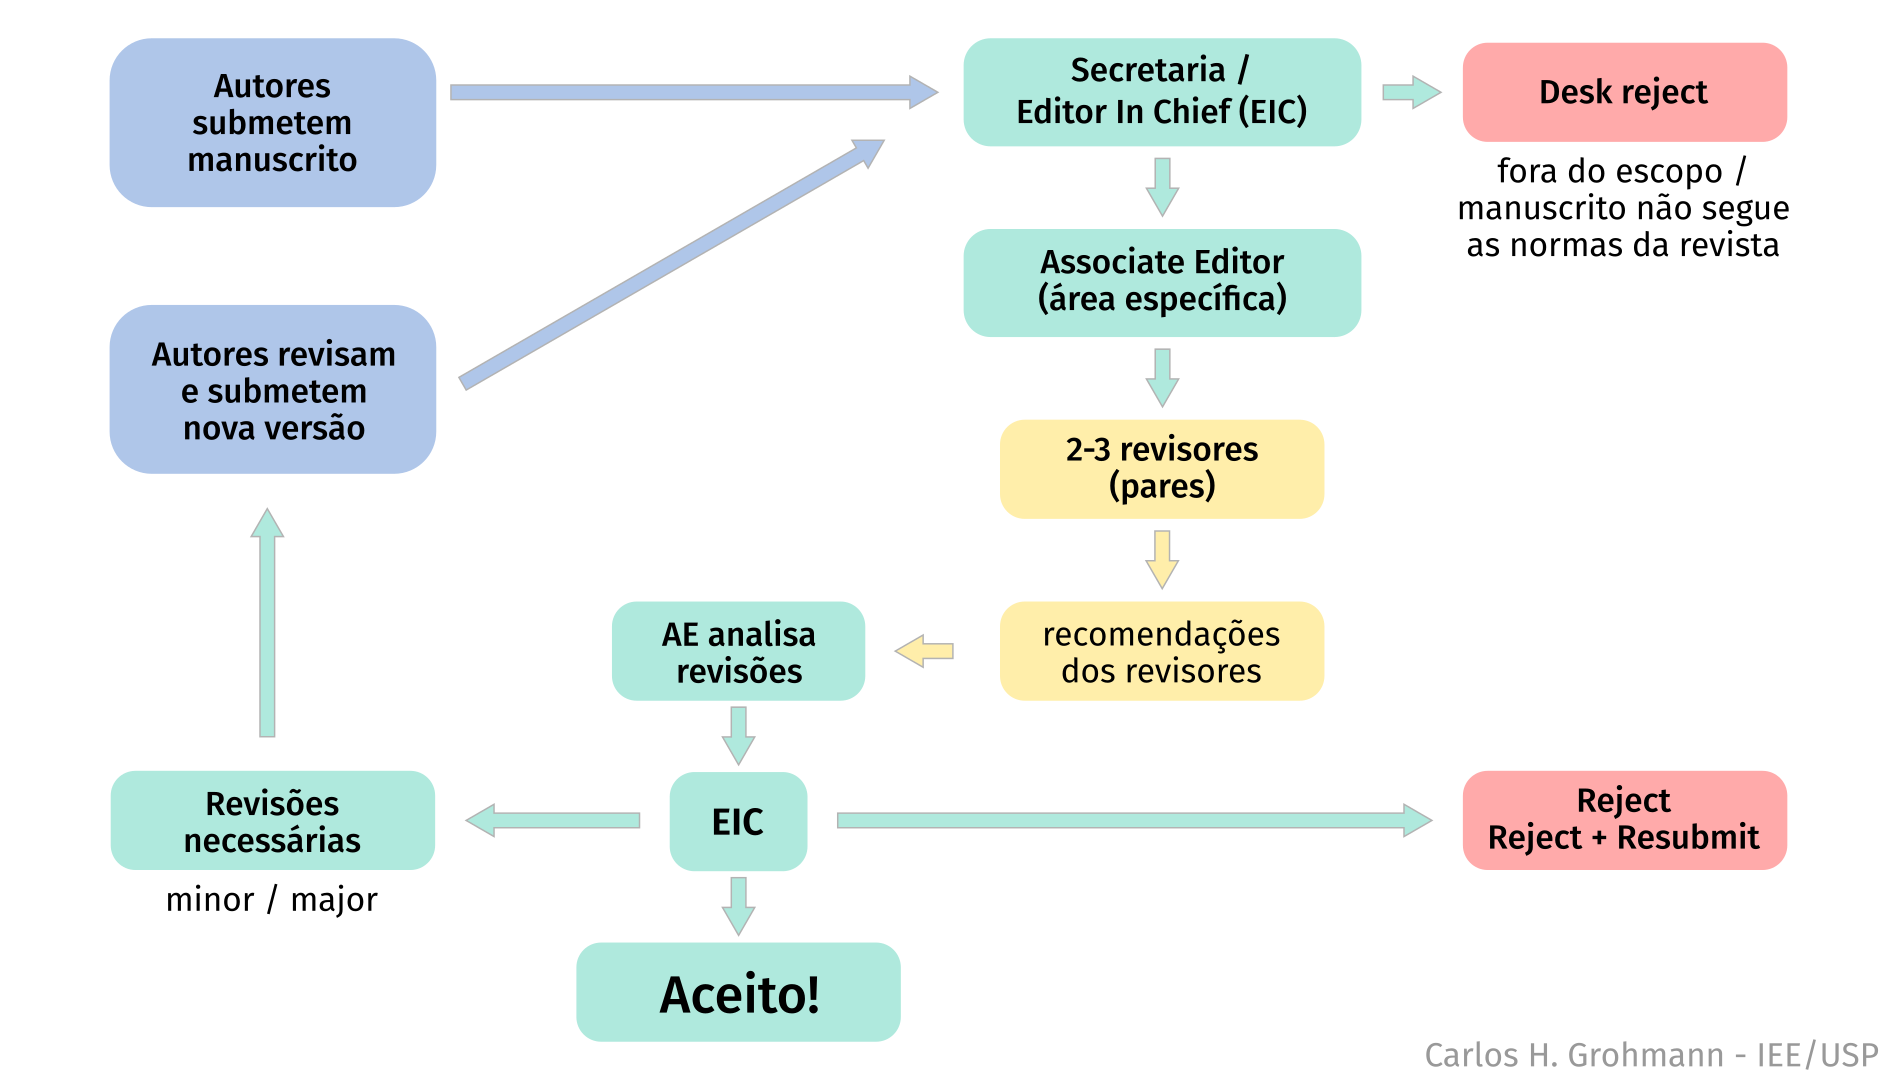 Autores
submetem
manuscrito
Secretaria /
Editor In Chief (EIC)
Desk reject
fora do escopo /
manuscrito não segue
as normas da revista
Associate Editor
(área específica)
Autores revisam
e submetem
nova versão
2-3 revisores
(pares)
recomendações
dos revisores
AE analisa
revisões
EIC
Revisões
necessárias
minor / major
Reject
Reject + Resubmit
Aceito!
Carlos H. Grohmann - IEE/USP